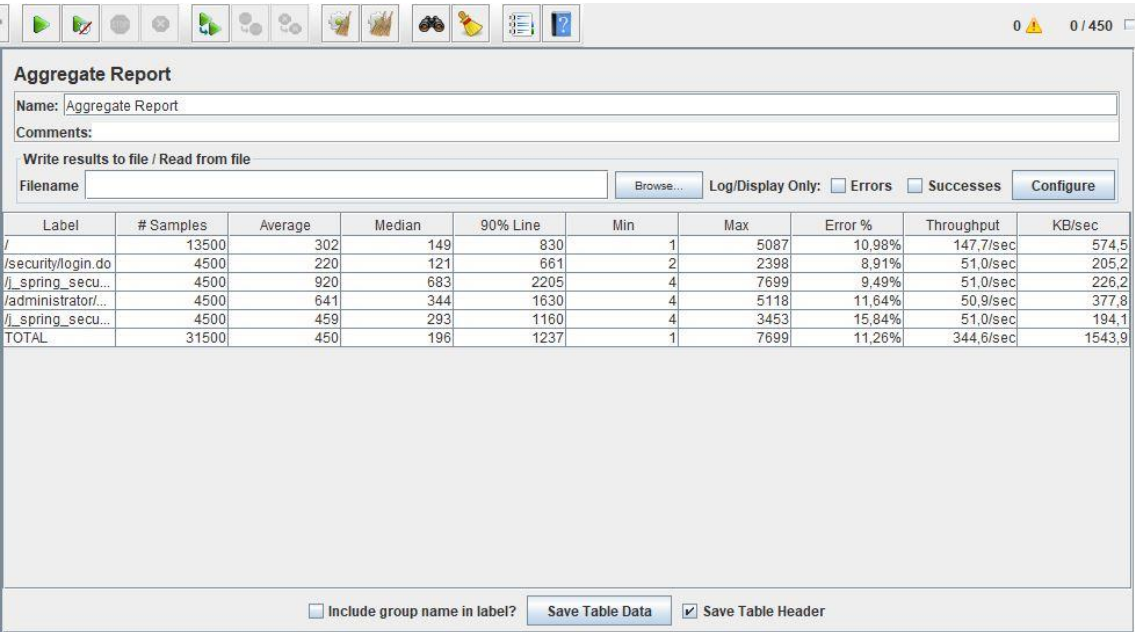 0 0 / 450
Aggregate Report
Name: Aggregate Report
Comments:
Write results to file / Read from file
Filename Browse... Log/Display Only: Errors Successes Configure
Label # Samples Average Median 90% Line Min Max Error % Throughput KB/sec
/ 13500 302 149 830 1 5087 10,98% 147,7/sec 574,5
/security/login.do 4500 220 121 661 2 2398 8,91% 51,0/sec 205,2
/j_spring_secu... 4500 920 683 2205 4 7699 9,49% 51,0/sec 226,2
/administrator/... 4500 641 344 1630 4 5118 11,64% 50,9/sec 377,8
/j_spring_secu... 4500 459 293 1160 4 3453 15,84% 51,0/sec 194,1
TOTAL 31500 450 196 1237 1 7699 11,26% 344,6/sec 1543,9
Include group name in label? Save Table Data Save Table Header